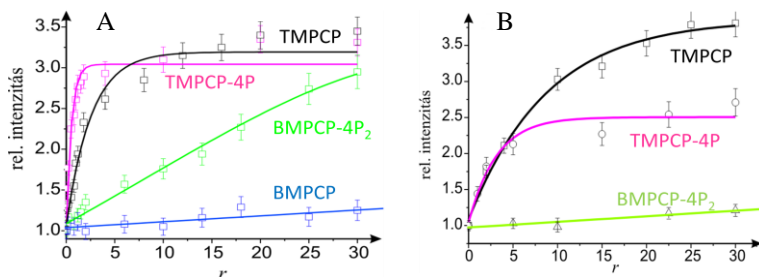 A
rel. intenzitás
3.5
3.0
2.5
2.0
1.5
1.0
TMPCP
TMPCP-4P
BMPCP-4P₂
BMPCP
0 5 10 15 20 25 30
r
B
rel. intenzitás
3.5
3.0
2.5
2.0
1.5
1.0
TMPCP
TMPCP-4P
BMPCP-4P₂
0 5 10 15 20 25 30
r